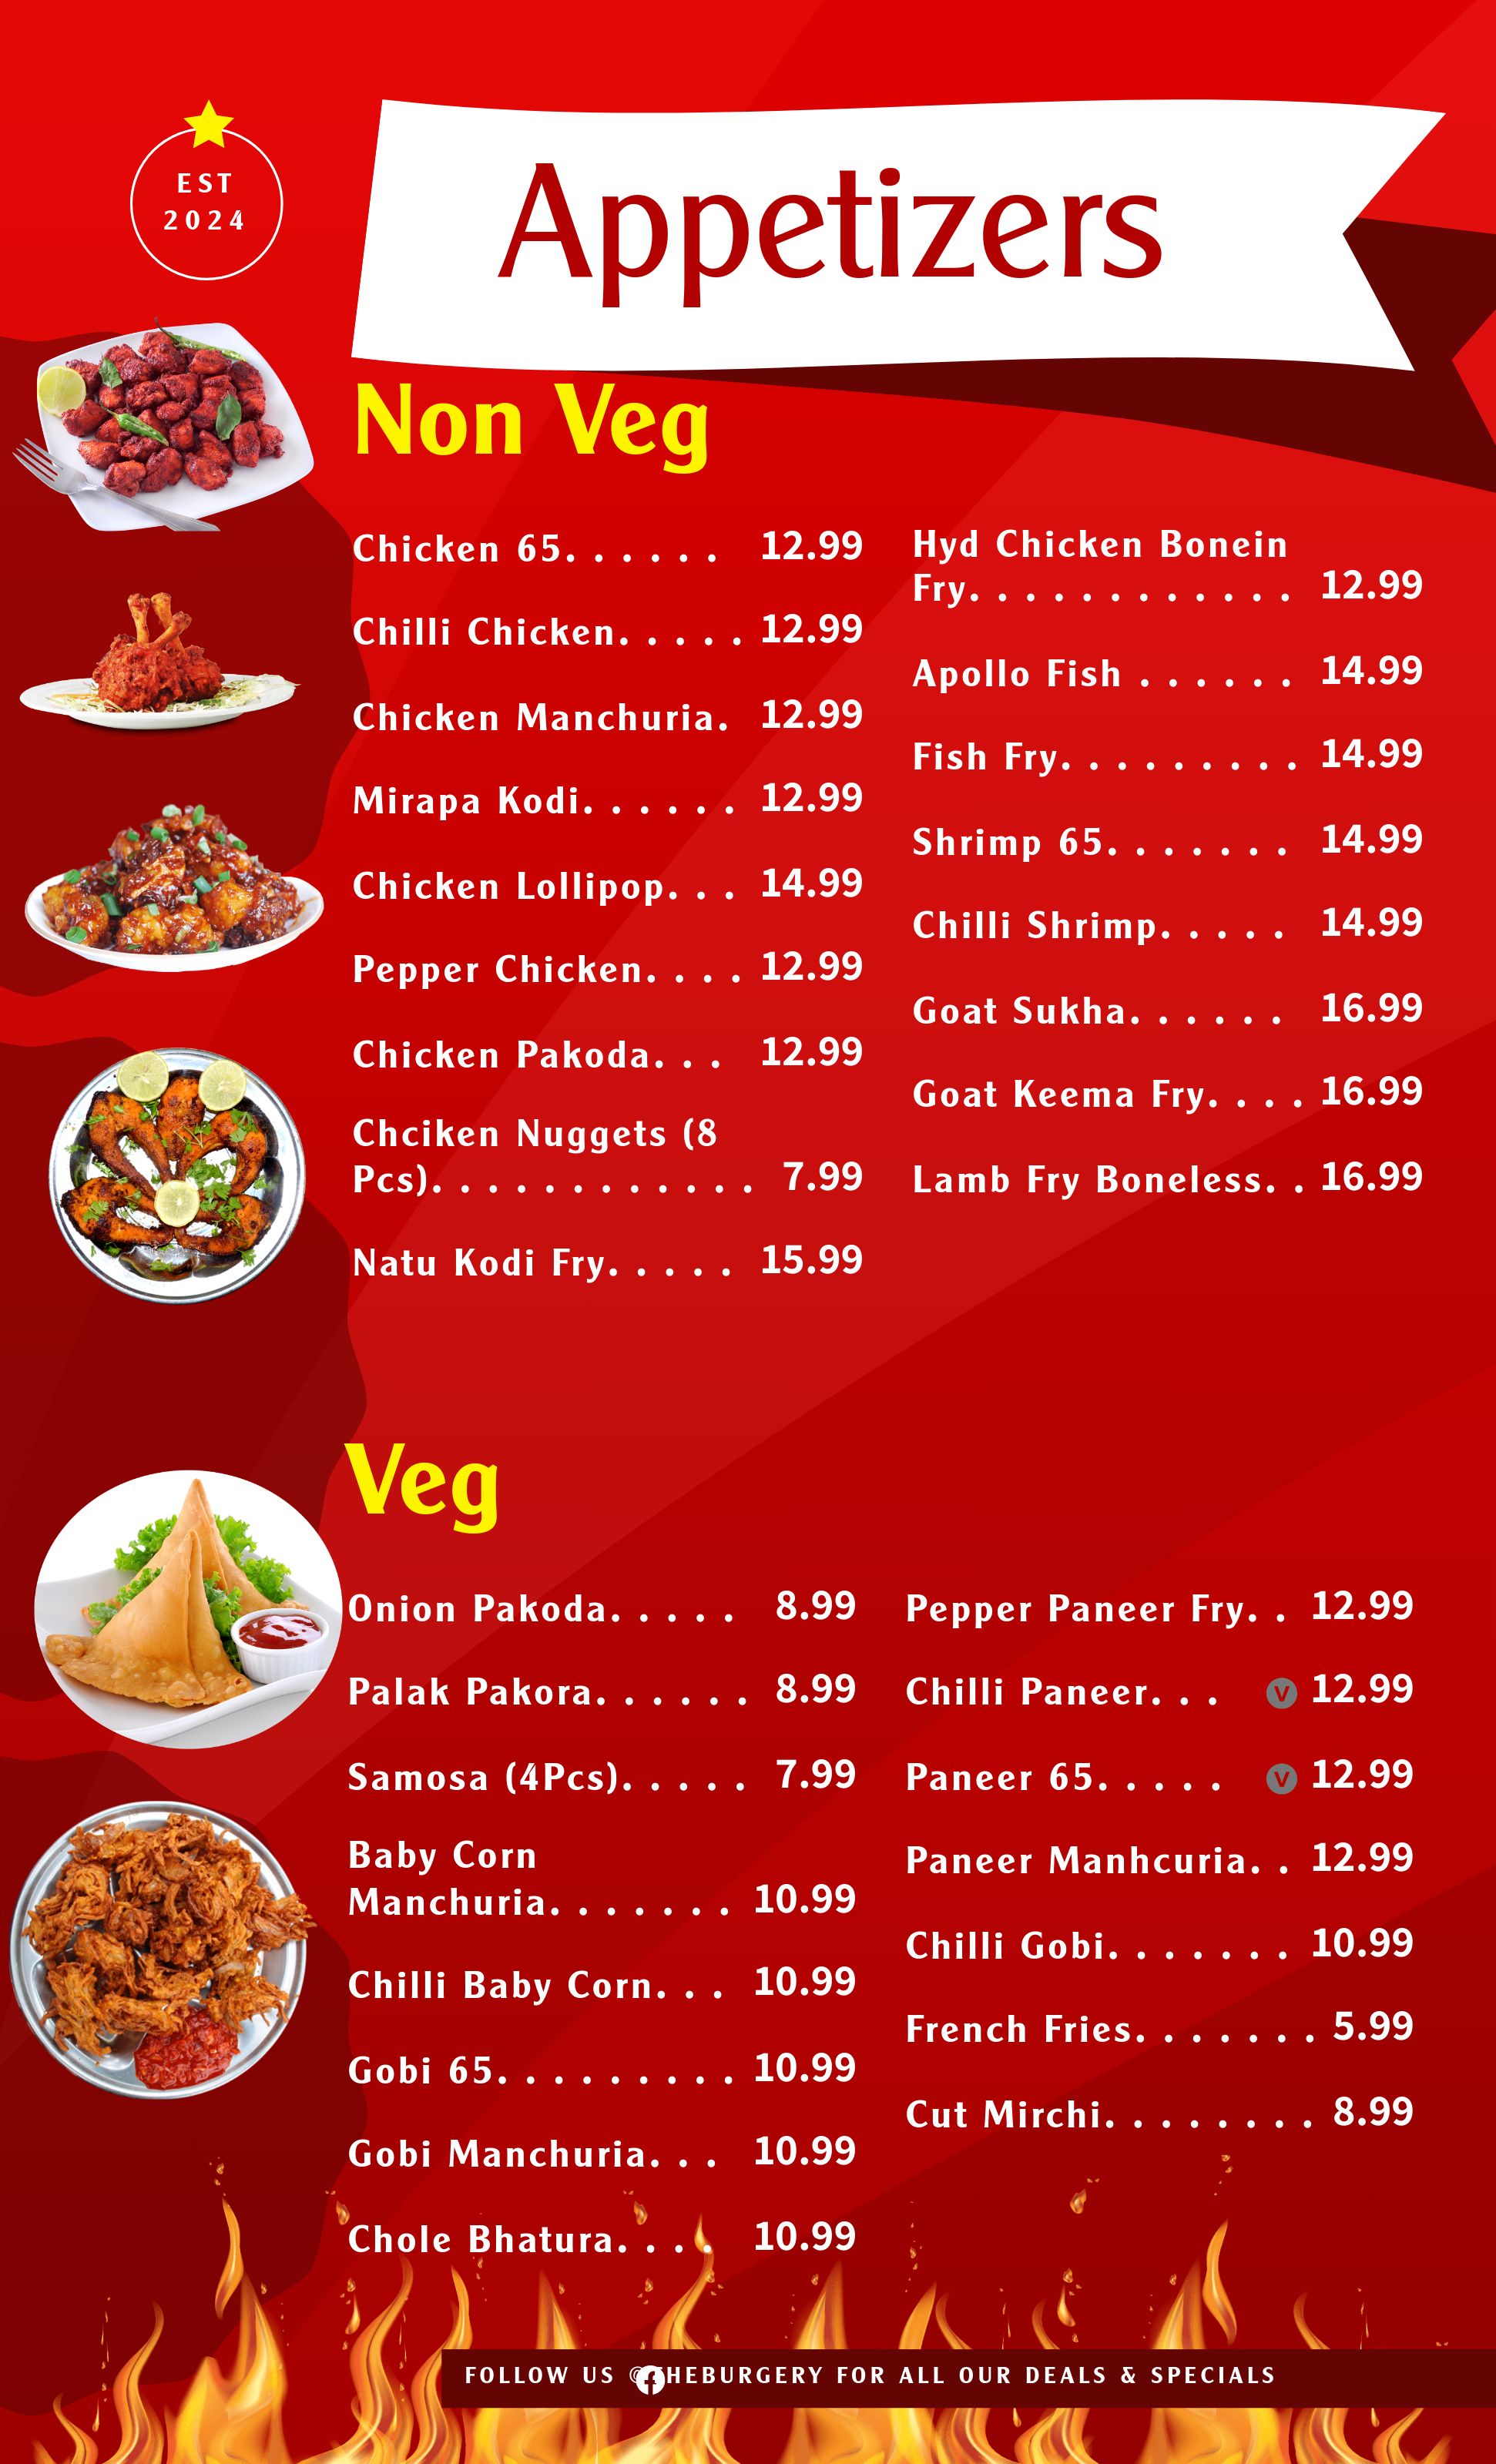 EST
2024
Appetizers
Non Veg
Chicken 65. . . . . . 12.99
Chilli Chicken. . . . . 12.99
Chicken Manchuria. 12.99
Mirapa Kodi. . . . . . 12.99
Chicken Lollipop. . . 14.99
Pepper Chicken. . . . 12.99
Chicken Pakoda. . . 12.99
Chciken Nuggets (8
Pcs). . . . . . . . . . . . 7.99
Natu Kodi Fry. . . . . 15.99
Hyd Chicken Bonein
Fry. . . . . . . . . . . . 12.99
Apollo Fish . . . . . . 14.99
Fish Fry. . . . . . . . . 14.99
Shrimp 65. . . . . . . 14.99
Chilli Shrimp. . . . . 14.99
Goat Sukha. . . . . . 16.99
Goat Keema Fry. . . . 16.99
Lamb Fry Boneless. . 16.99
Veg
Onion Pakoda. . . . . 8.99
Palak Pakora. . . . . . 8.99
Samosa (4Pcs). . . . . 7.99
Baby Corn
Manchuria. . . . . . . 10.99
Chilli Baby Corn. . . 10.99
Gobi 65. . . . . . . . . 10.99
Gobi Manchuria. . . 10.99
Chole Bhatura. . . . 10.99
Pepper Paneer Fry. . 12.99
Chilli Paneer. . . V 12.99
Paneer 65. . . . . V 12.99
Paneer Manhcuria. . 12.99
Chilli Gobi. . . . . . . 10.99
French Fries. . . . . . . 5.99
Cut Mirchi. . . . . . . . 8.99
FOLLOW US @THEBURGERY FOR ALL OUR DEALS & SPECIALS